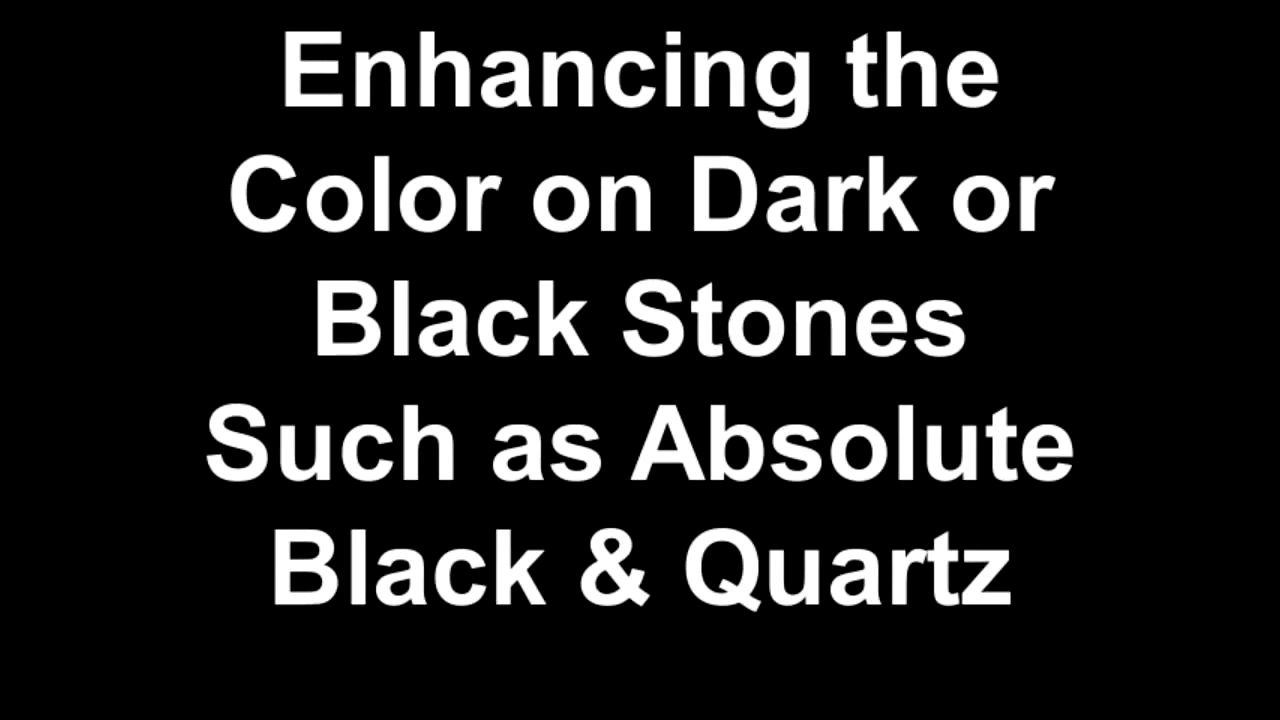 Enhancing the
Color on Dark or
Black Stones
Such as Absolute
Black & Quartz